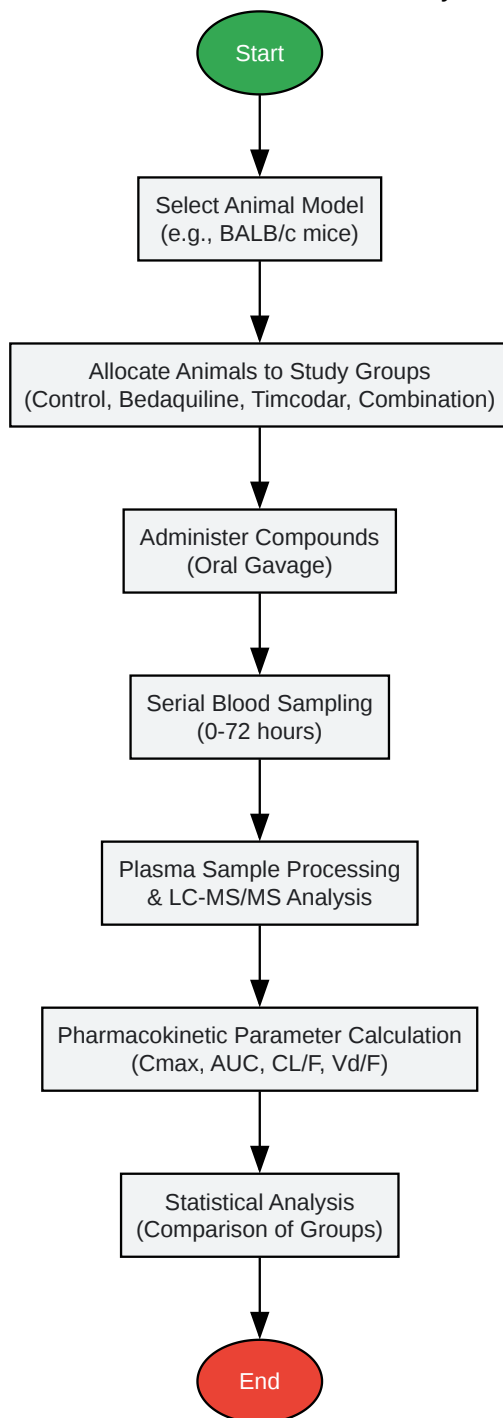 Start
Select Animal Model
(e.g., BALB/c mice)
Allocate Animals to Study Groups
(Control, Bedaquiline, Timcodar, Combination)
Administer Compounds
(Oral Gavage)
Serial Blood Sampling
(0-72 hours)
Plasma Sample Processing
& LC-MS/MS Analysis
Pharmacokinetic Parameter Calculation
(Cmax, AUC, CL/F, Vd/F)
Statistical Analysis
(Comparison of Groups)
End